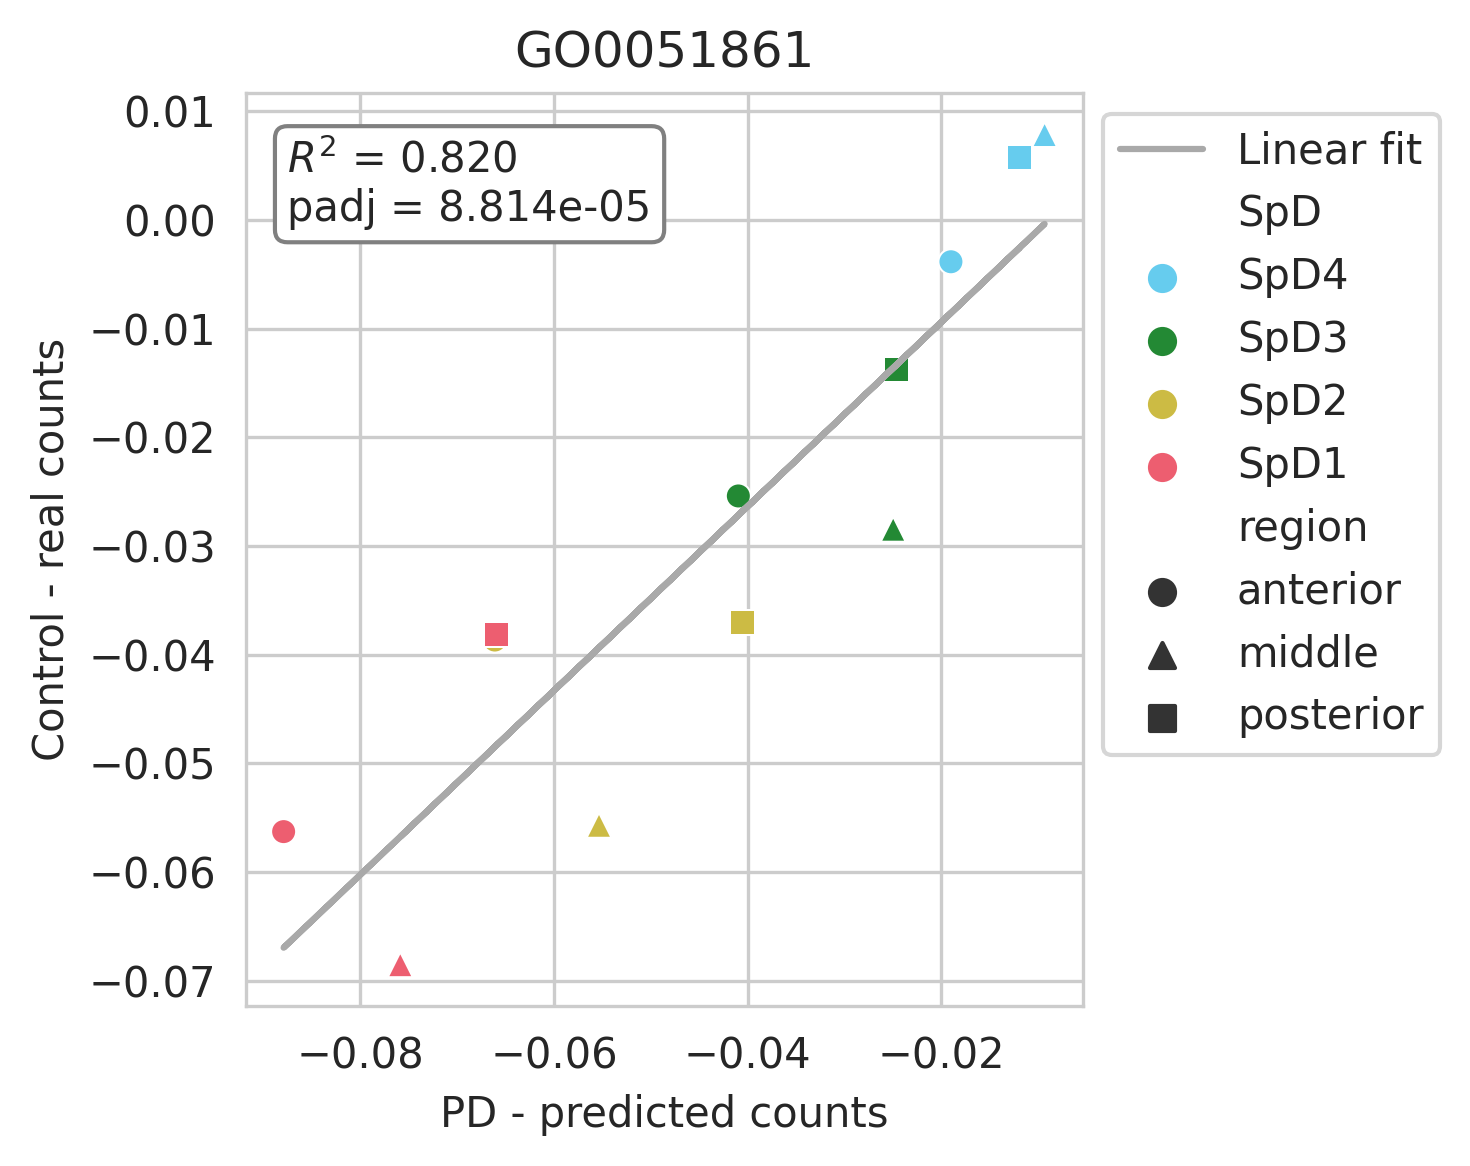 GO0051861
R² = 0.820
padj = 8.814e-05
0.01
0.00
−0.01
−0.02
−0.03
−0.04
−0.05
−0.06
−0.07
Control - real counts
−0.08 −0.06 −0.04 −0.02
PD - predicted counts
Linear fit
SpD
SpD4
SpD3
SpD2
SpD1
region
anterior
middle
posterior